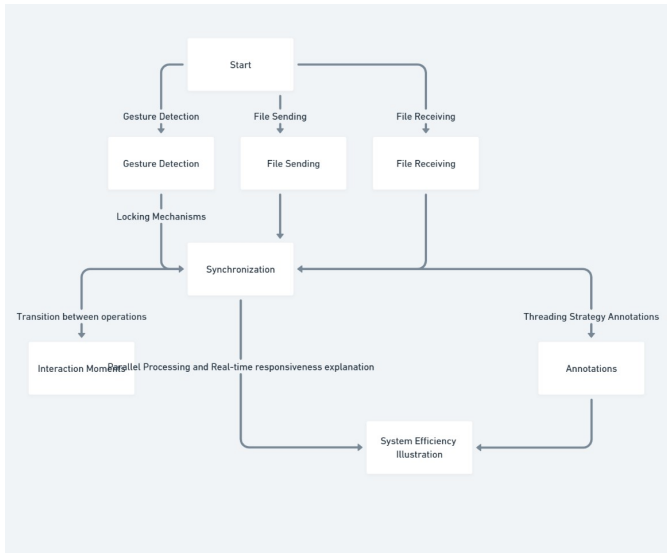 Start
Gesture Detection
File Sending
File Receiving
Gesture Detection
File Sending
File Receiving
Locking Mechanisms
Synchronization
Transition between operations
Threading Strategy Annotations
Interaction Moments
Parallel Processing and Real-time responsiveness explanation
Annotations
System Efficiency
Illustration